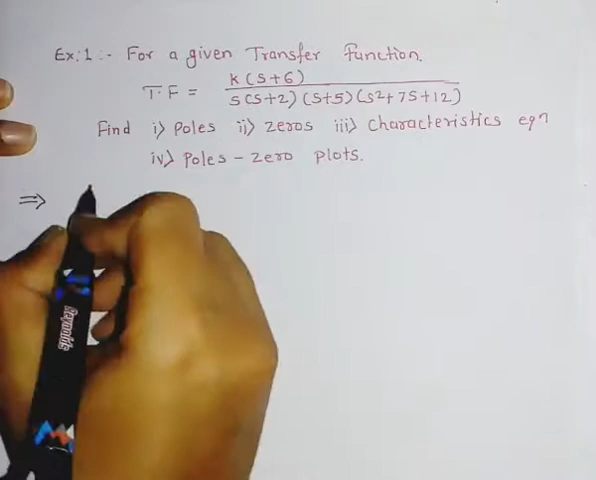 Ex:1:- For a given Transfer Function.
K(S+6)
T.F =
S(S+2)(S+5)(S²+7S+12)
Find i) Poles ii) zeros iii) Characteristics eqn
iv) Poles - zero plots.
⇒
Reynolds